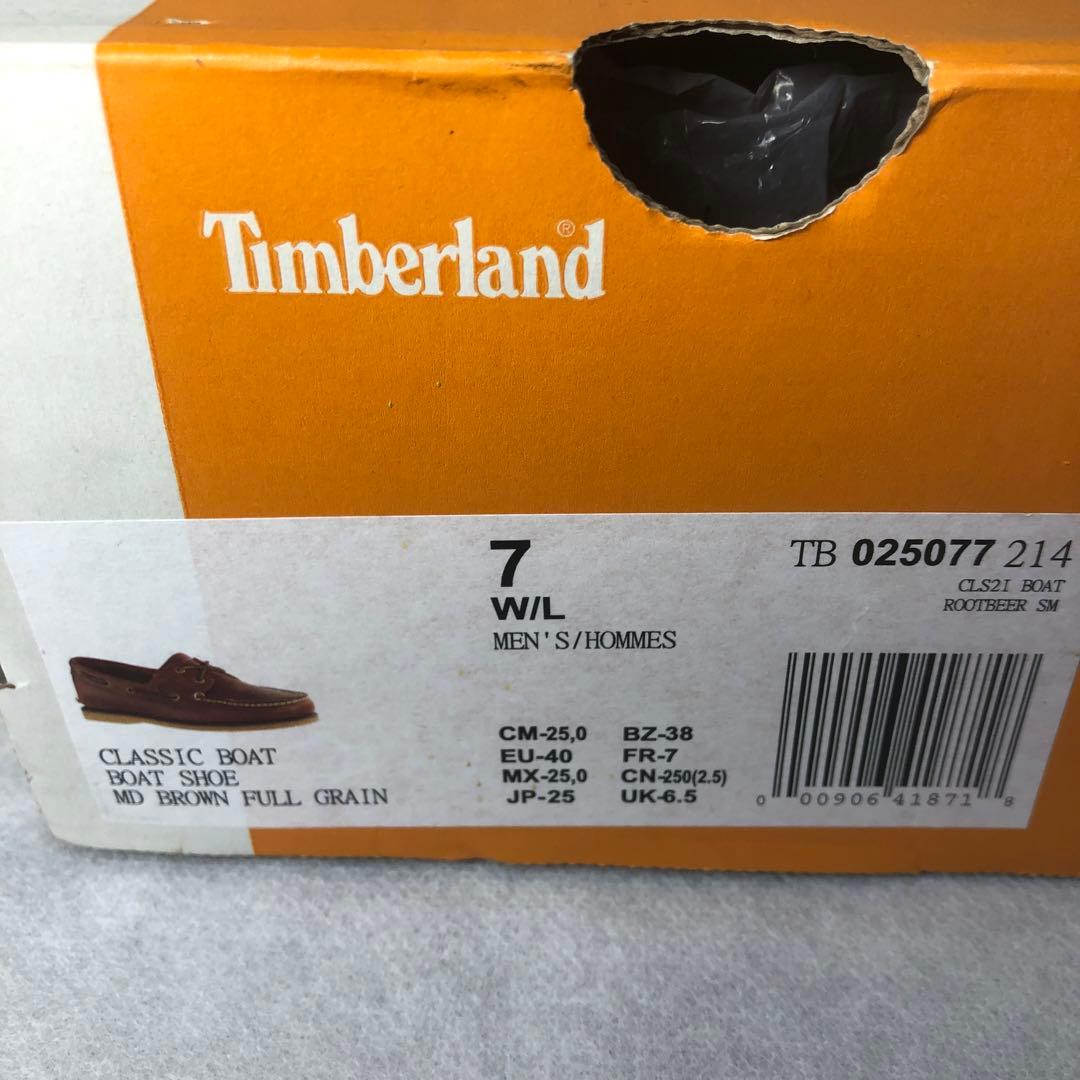 Timberland®
7
W/L
MEN'S/HOMMES
TB 025077 214
CLS2I BOAT
ROOTBEER SM
CLASSIC BOAT
BOAT SHOE
MD BROWN FULL GRAIN
CM-25,0 BZ-38
EU-40 FR-7
MX-25,0 CN-250(2.5)
JP-25 UK-6.5
0 00906 41871 8